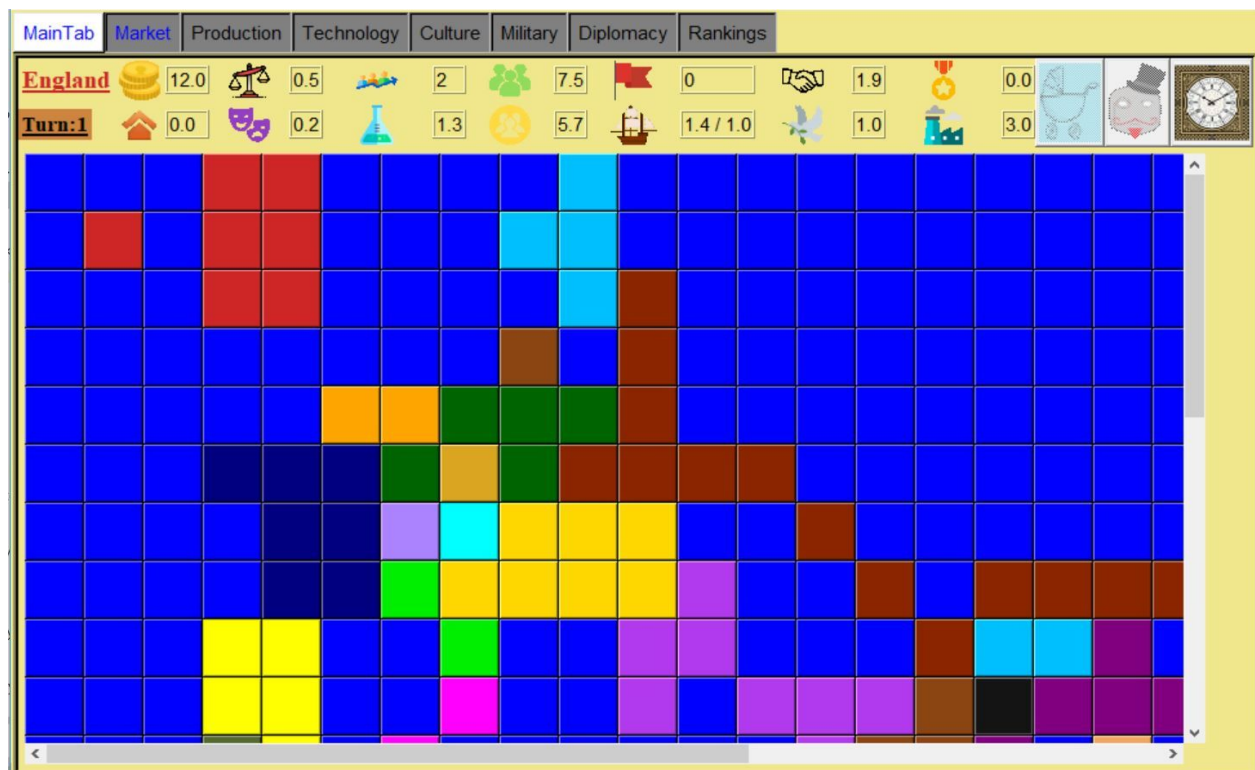 MainTab Market Production Technology Culture Military Diplomacy Rankings
England 12.0 0.5 2 7.5 0 1.9 0.0
Turn:1 0.0 0.2 1.3 5.7 1.4 / 1.0 1.0 3.0